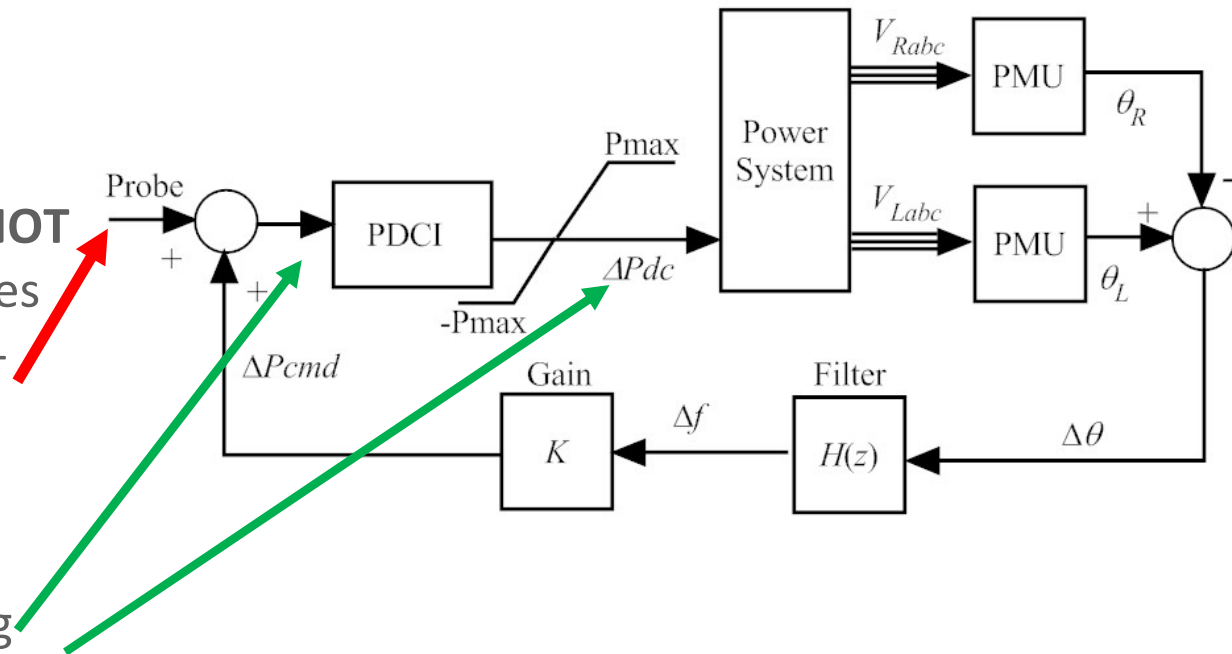 NOT
es
Probe
+
+
PDCI
Pmax
-Pmax
ΔPdc
Power
System
V_Rabc
V_Labc
PMU
θ_R
PMU
θ_L
-
+
Δθ
Filter
H(z)
Δf
Gain
K
ΔPcmd
g